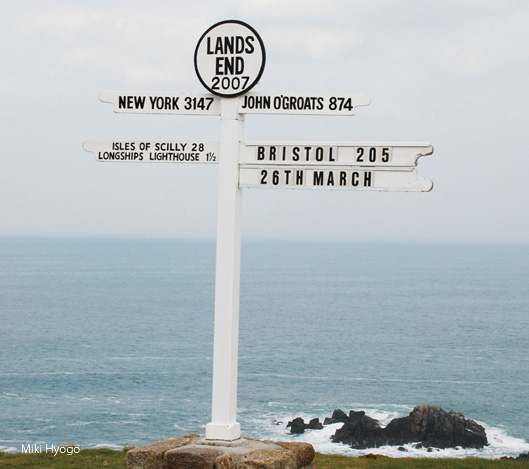 LANDS
END
2007
NEW YORK 3147
JOHN O'GROATS 874
ISLES OF SCILLY 28
LONGSHIPS LIGHTHOUSE 1½
BRISTOL 205
26TH MARCH
Miki Hyogo